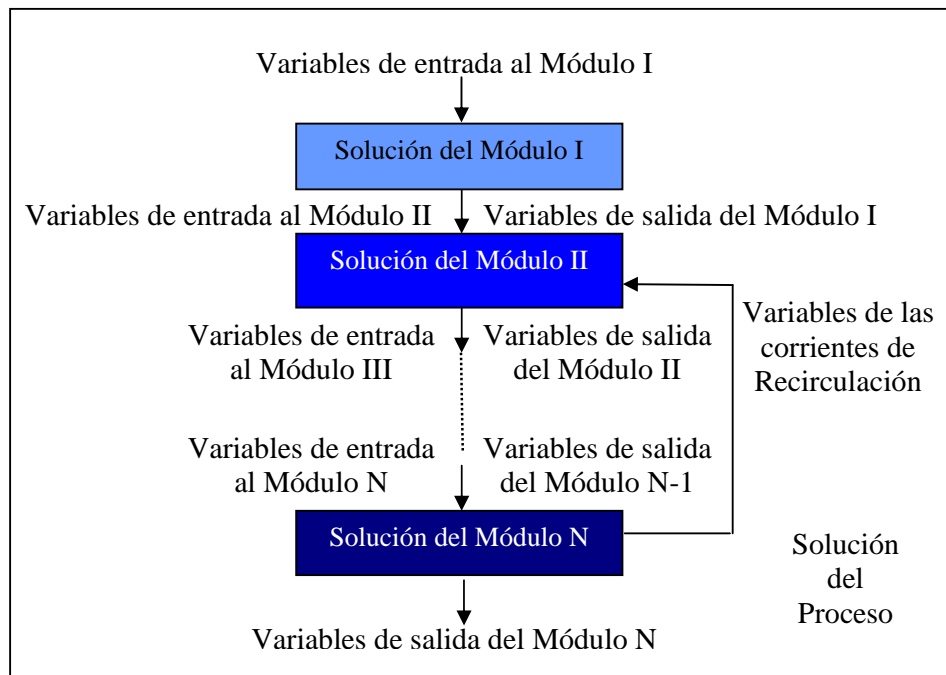 Variables de entrada al Módulo I
Solución del Módulo I
Variables de entrada al Módulo II
Variables de salida del Módulo I
Solución del Módulo II
Variables de entrada
al Módulo III
Variables de salida
del Módulo II
Variables de las
corrientes de
Recirculación
Variables de entrada
al Módulo N
Variables de salida
del Módulo N-1
Solución del Módulo N
Solución
del
Proceso
Variables de salida del Módulo N